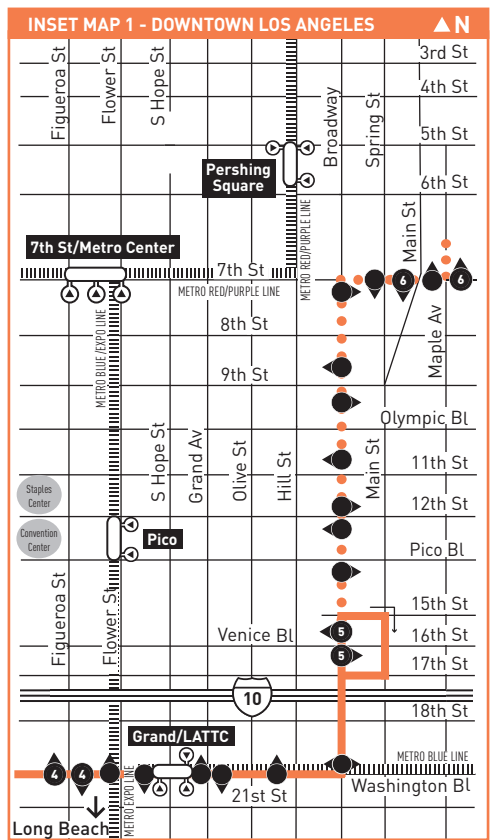 INSET MAP 1 - DOWNTOWN LOS ANGELES
N
3rd St
4th St
5th St
6th St
Figueroa St
Flower St
S Hope St
Broadway
Spring St
Main St
Pershing
Square
METRO RED/PURPLE LINE
7th St/Metro Center
7th St
METRO RED/PURPLE LINE
6
6
METRO BLUE/EXPO LINE
8th St
9th St
Maple Av
Olympic Bl
S Hope St
Grand Av
Olive St
Hill St
Main St
11th St
12th St
Staples
Center
Convention
Center
Pico
Pico Bl
Figueroa St
Flower St
15th St
Venice Bl
5
16th St
5
17th St
10
18th St
Grand/LATTC
METRO BLUE LINE
4
4
METRO EXPO LINE
21st St
Washington Bl
Long Beach